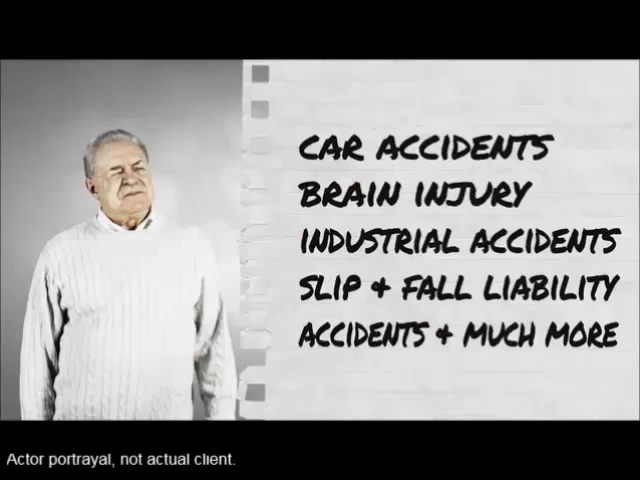 CAR ACCIDENTS
BRAIN INJURY
INDUSTRIAL ACCIDENTS
SLIP & FALL LIABILITY
ACCIDENTS & MUCH MORE
Actor portrayal, not actual client.